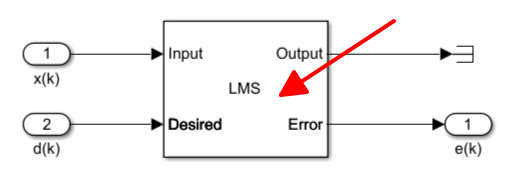 1
Input
Output
x(k)
LMS
2
Desired
Error
1
d(k)
e(k)